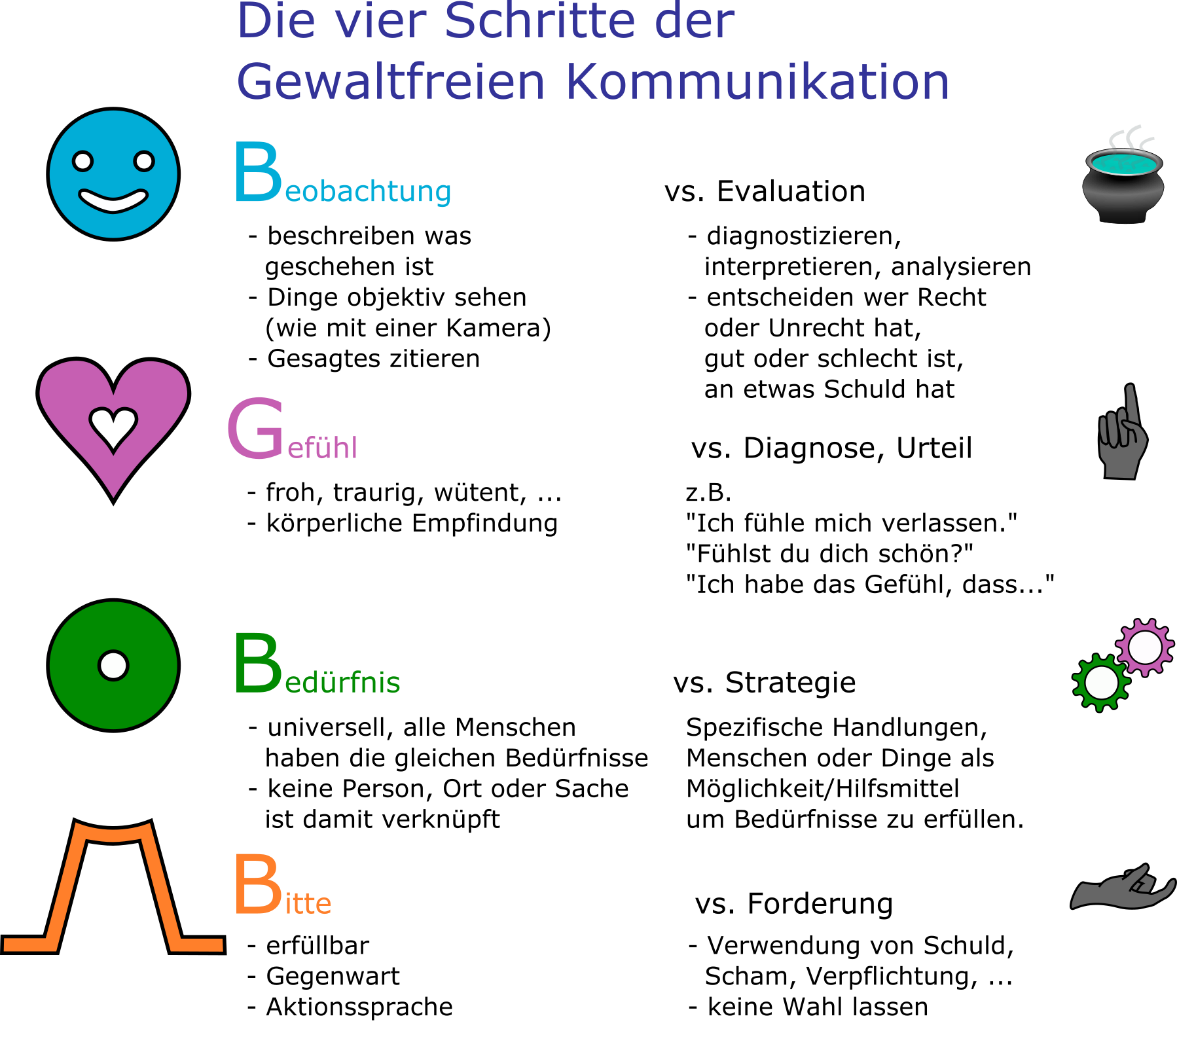 Die vier Schritte der
Gewaltfreien Kommunikation
Beobachtung
- beschreiben was
geschehen ist
- Dinge objektiv sehen
(wie mit einer Kamera)
- Gesagtes zitieren
vs. Evaluation
- diagnostizieren,
interpretieren, analysieren
- entscheiden wer Recht
oder Unrecht hat,
gut oder schlecht ist,
an etwas Schuld hat
Gefühl
- froh, traurig, wütent, ...
- körperliche Empfindung
vs. Diagnose, Urteil
z.B.
"Ich fühle mich verlassen."
"Fühlst du dich schön?"
"Ich habe das Gefühl, dass..."
Bedürfnis
- universell, alle Menschen
haben die gleichen Bedürfnisse
- keine Person, Ort oder Sache
ist damit verknüpft
vs. Strategie
Spezifische Handlungen,
Menschen oder Dinge als
Möglichkeit/Hilfsmittel
um Bedürfnisse zu erfüllen.
Bitte
- erfüllbar
- Gegenwart
- Aktionssprache
vs. Forderung
- Verwendung von Schuld,
Scham, Verpflichtung, ...
- keine Wahl lassen